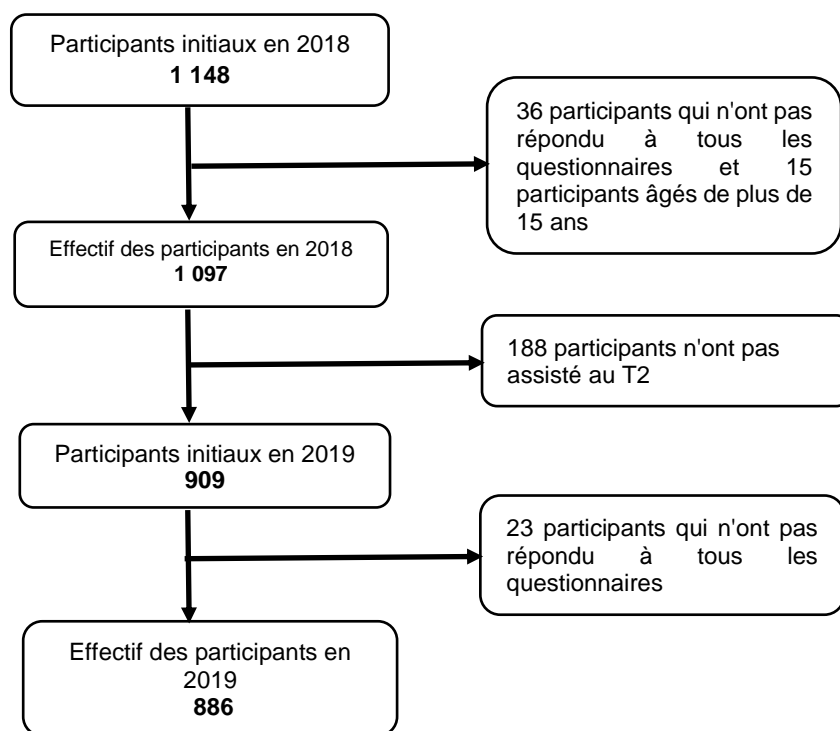 Participants initiaux en 2018
1 148
36 participants qui n'ont pas
répondu à tous les
questionnaires et 15
participants âgés de plus de
15 ans
Effectif des participants en 2018
1 097
188 participants n'ont pas
assisté au T2
Participants initiaux en 2019
909
23 participants qui n'ont pas
répondu à tous les
questionnaires
Effectif des participants en
2019
886